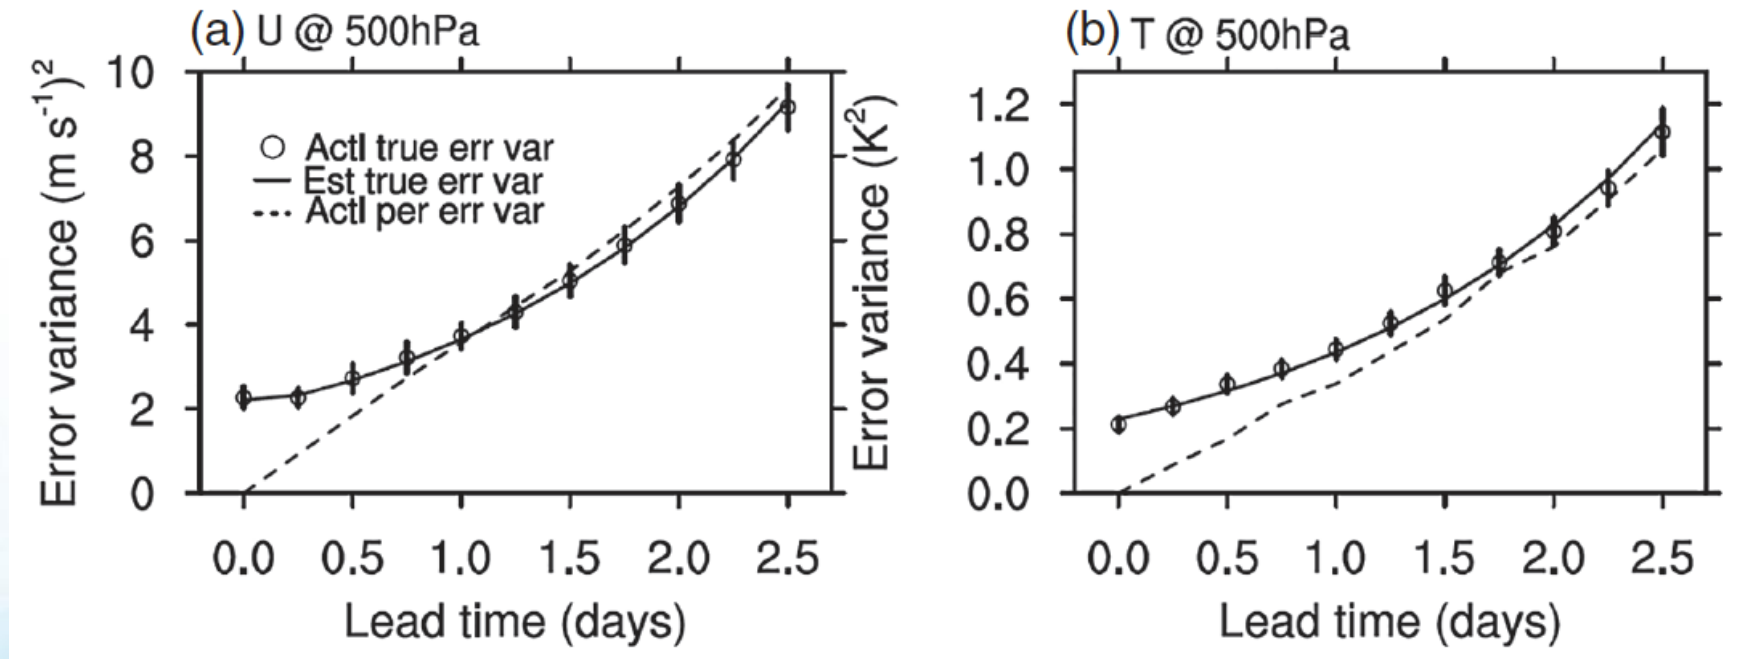 (a) U @ 500hPa
Error variance (m s⁻¹)²
10
8
6
4
2
0
Actl true err var
Est true err var
Actl per err var
0.0 0.5 1.0 1.5 2.0 2.5
Lead time (days)
(b) T @ 500hPa
Error variance (K²)
1.2
1.0
0.8
0.6
0.4
0.2
0.0
0.0 0.5 1.0 1.5 2.0 2.5
Lead time (days)